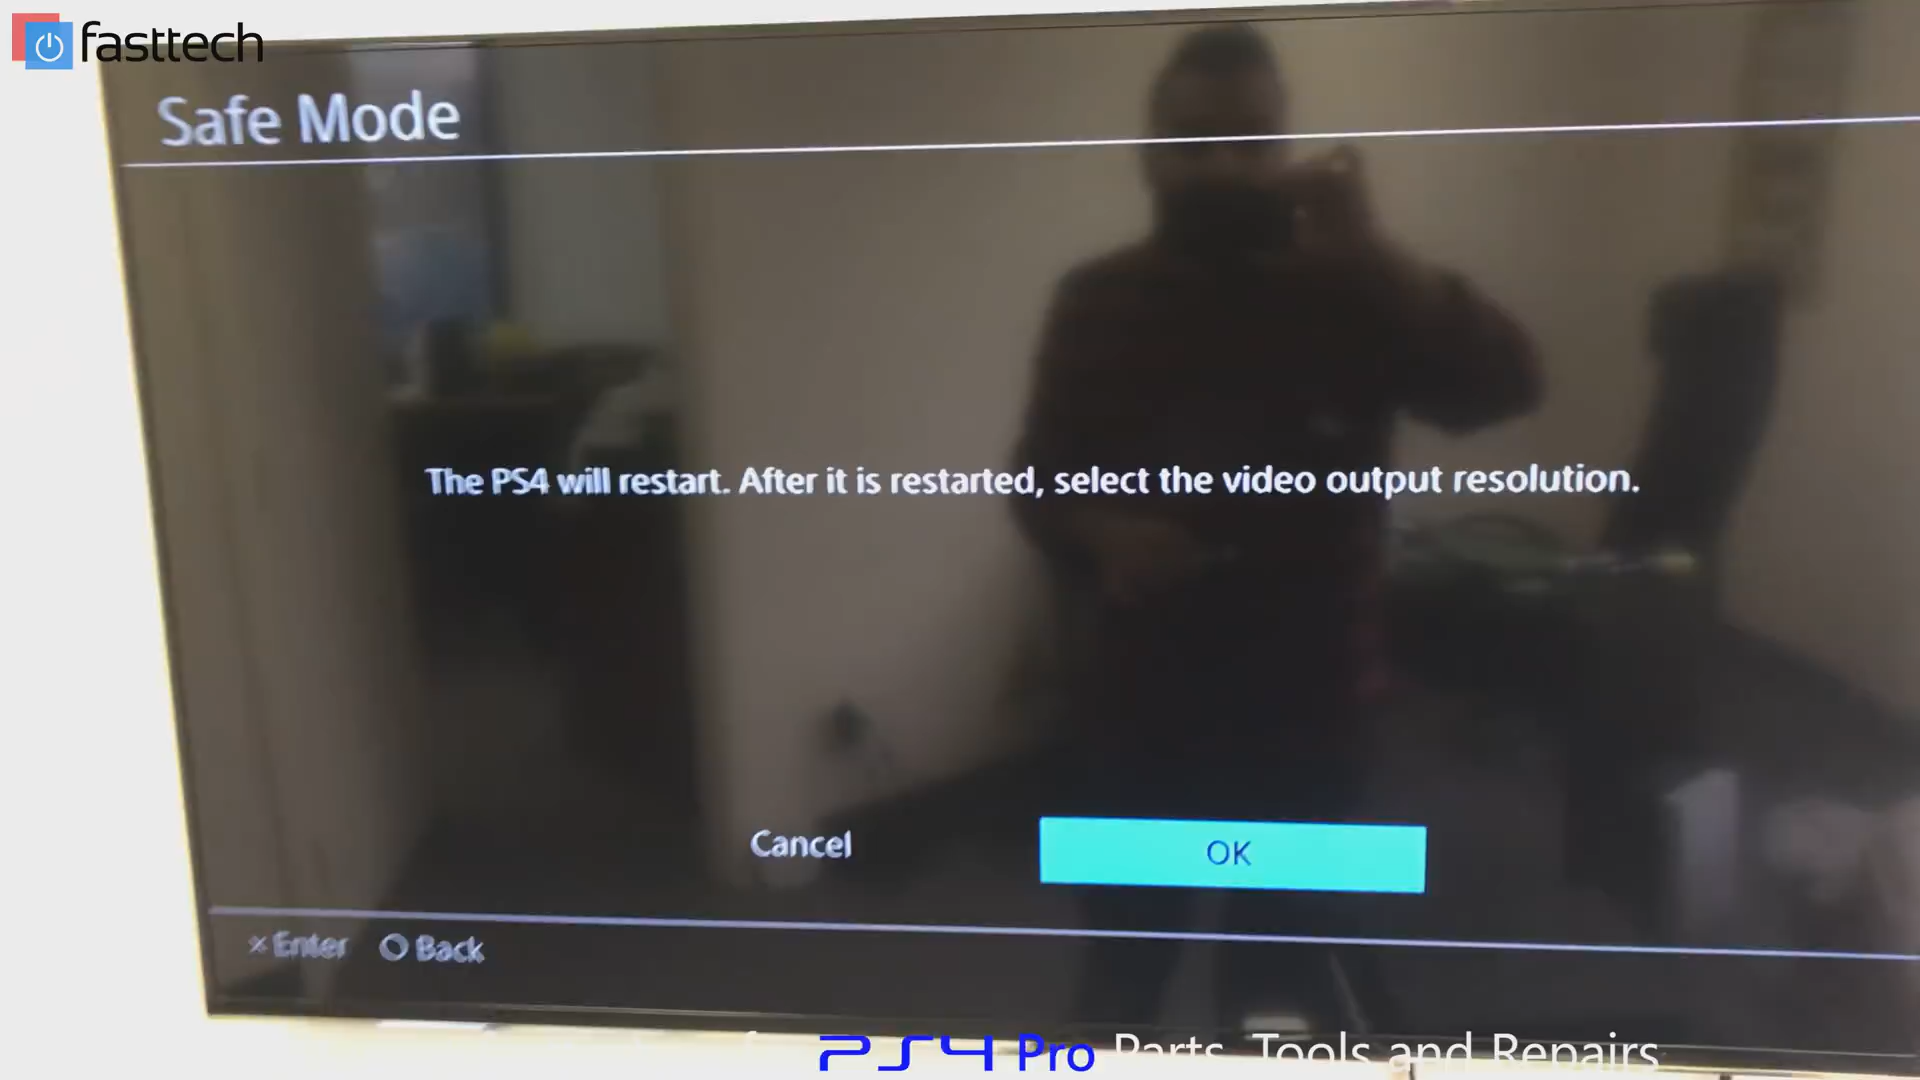 fasttech
Safe Mode
The PS4 will restart. After it is restarted, select the video output resolution.
Cancel
OK
× Enter O Back
PS4 Pro Parts, Tools and Repairs